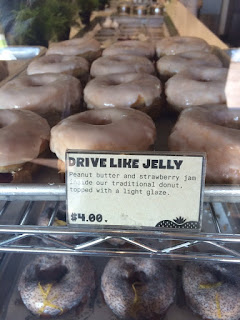 DRIVE LIKE JELLY
Peanut butter and strawberry jam
inside our traditional donut,
topped with a light glaze.
$4.00.